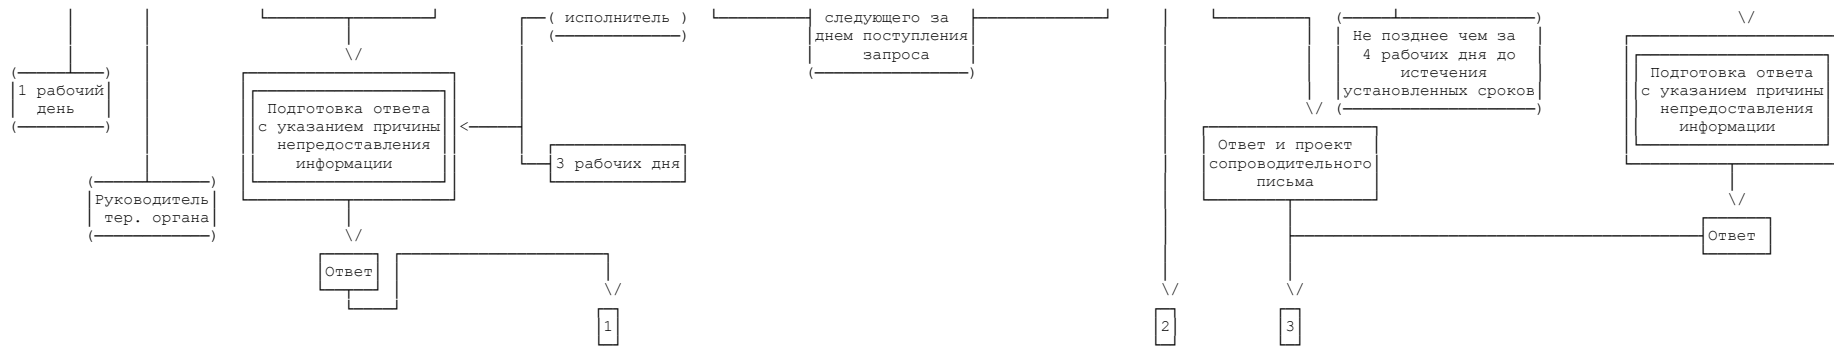 1 рабочий
день
Руководитель
тер. органа
Подготовка ответа
с указанием причины
непредоставления
информации
Ответ
исполнитель
3 рабочих дня
1
следующего за
днем поступления
запроса
2
Ответ и проект
сопроводительного
письма
3
Не позднее чем за
4 рабочих дня до
истечения
установленных сроков
Подготовка ответа
с указанием причины
непредоставления
информации
Ответ